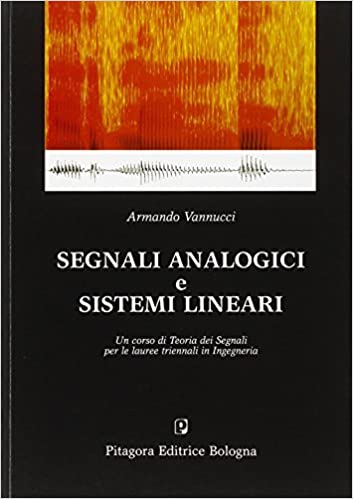 Armando Vannucci
SEGNALI ANALOGICI
e
SISTEMI LINEARI
Un corso di Teoria dei Segnali
per le lauree triennali in Ingegneria
Pitagora Editrice Bologna